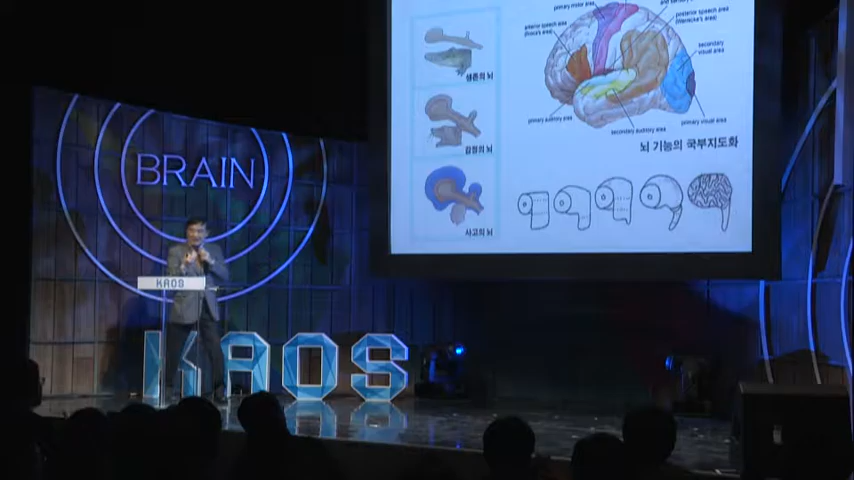 primary motor area
anterior speech area
(Broca's area)
posterior speech area
(Wernicke's area)
secondary
visual area
primary auditory area
primary visual area
secondary auditory area
뇌 기능의 국부지도화
생존의 뇌
감정의 뇌
사고의 뇌
BRAIN
KAOS
KAOS